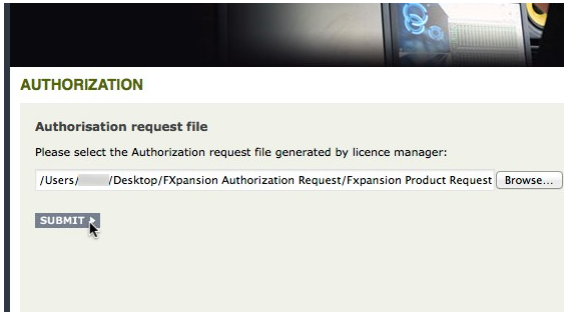 AUTHORIZATION
Authorisation request file
Please select the Authorization request file generated by licence manager:
/Users/ /Desktop/FXpansion Authorization Request/Fxpansion Product Request Browse...
SUBMIT